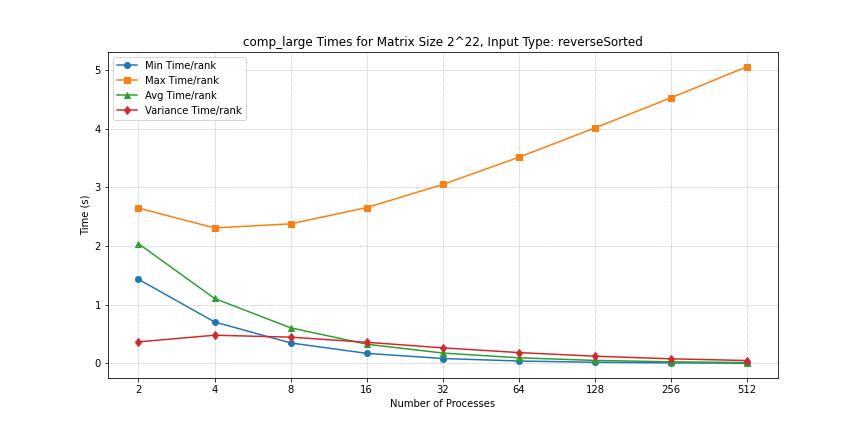 comp_large Times for Matrix Size 2^22, Input Type: reverseSorted
Min Time/rank
Max Time/rank
Avg Time/rank
Variance Time/rank
Time (s)
5
4
3
2
1
0
2 4 8 16 32 64 128 256 512
Number of Processes